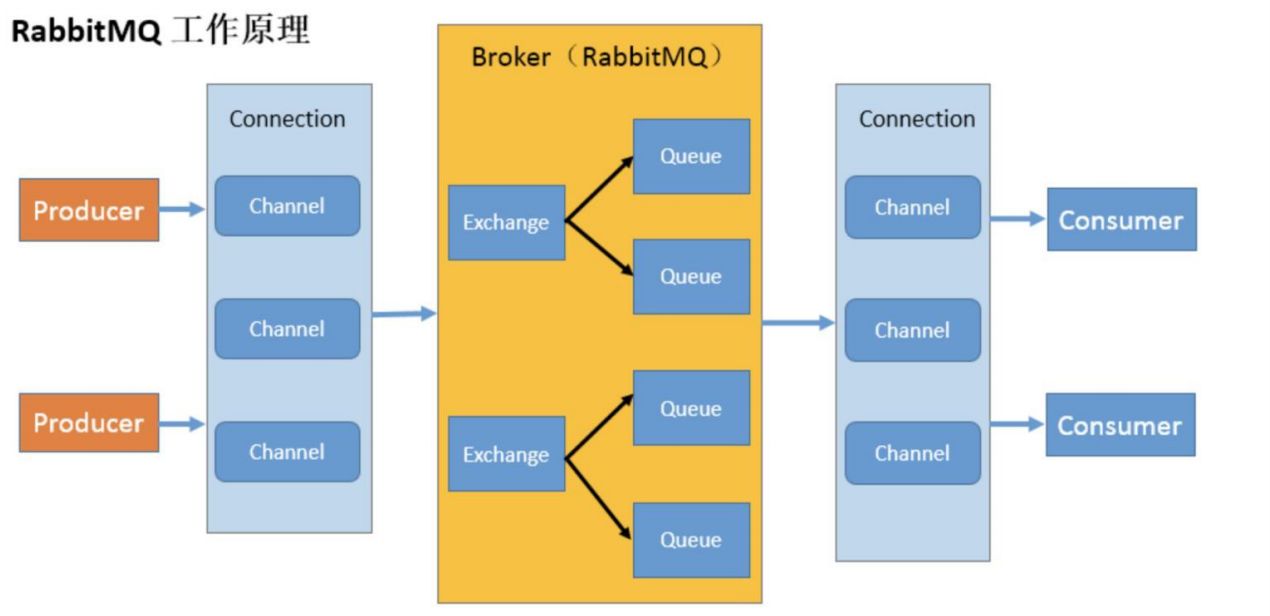 RabbitMQ 工作原理
Broker（RabbitMQ）
Connection
Channel
Channel
Channel
Producer
Producer
Exchange
Queue
Queue
Exchange
Queue
Queue
Connection
Channel
Channel
Channel
Consumer
Consumer